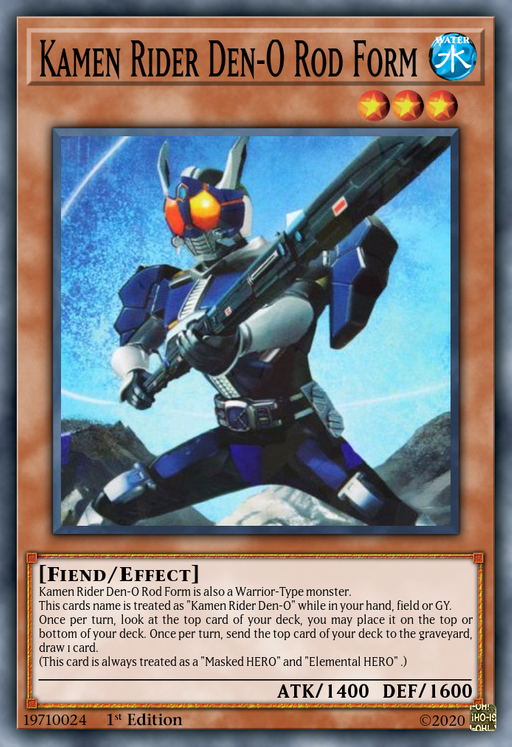 Kamen Rider Den-O Rod Form
WATER
水
[Fiend/Effect]
Kamen Rider Den-O Rod Form is also a Warrior-Type monster.
This cards name is treated as "Kamen Rider Den-O" while in your hand, field or GY.
Once per turn, look at the top card of your deck, you may place it on the top or
bottom of your deck. Once per turn, send the top card of your deck to the graveyard,
draw 1 card.
(This card is always treated as a "Masked HERO" and "Elemental HERO" .)
ATK/1400 DEF/1600
19710024 1st Edition ©2020